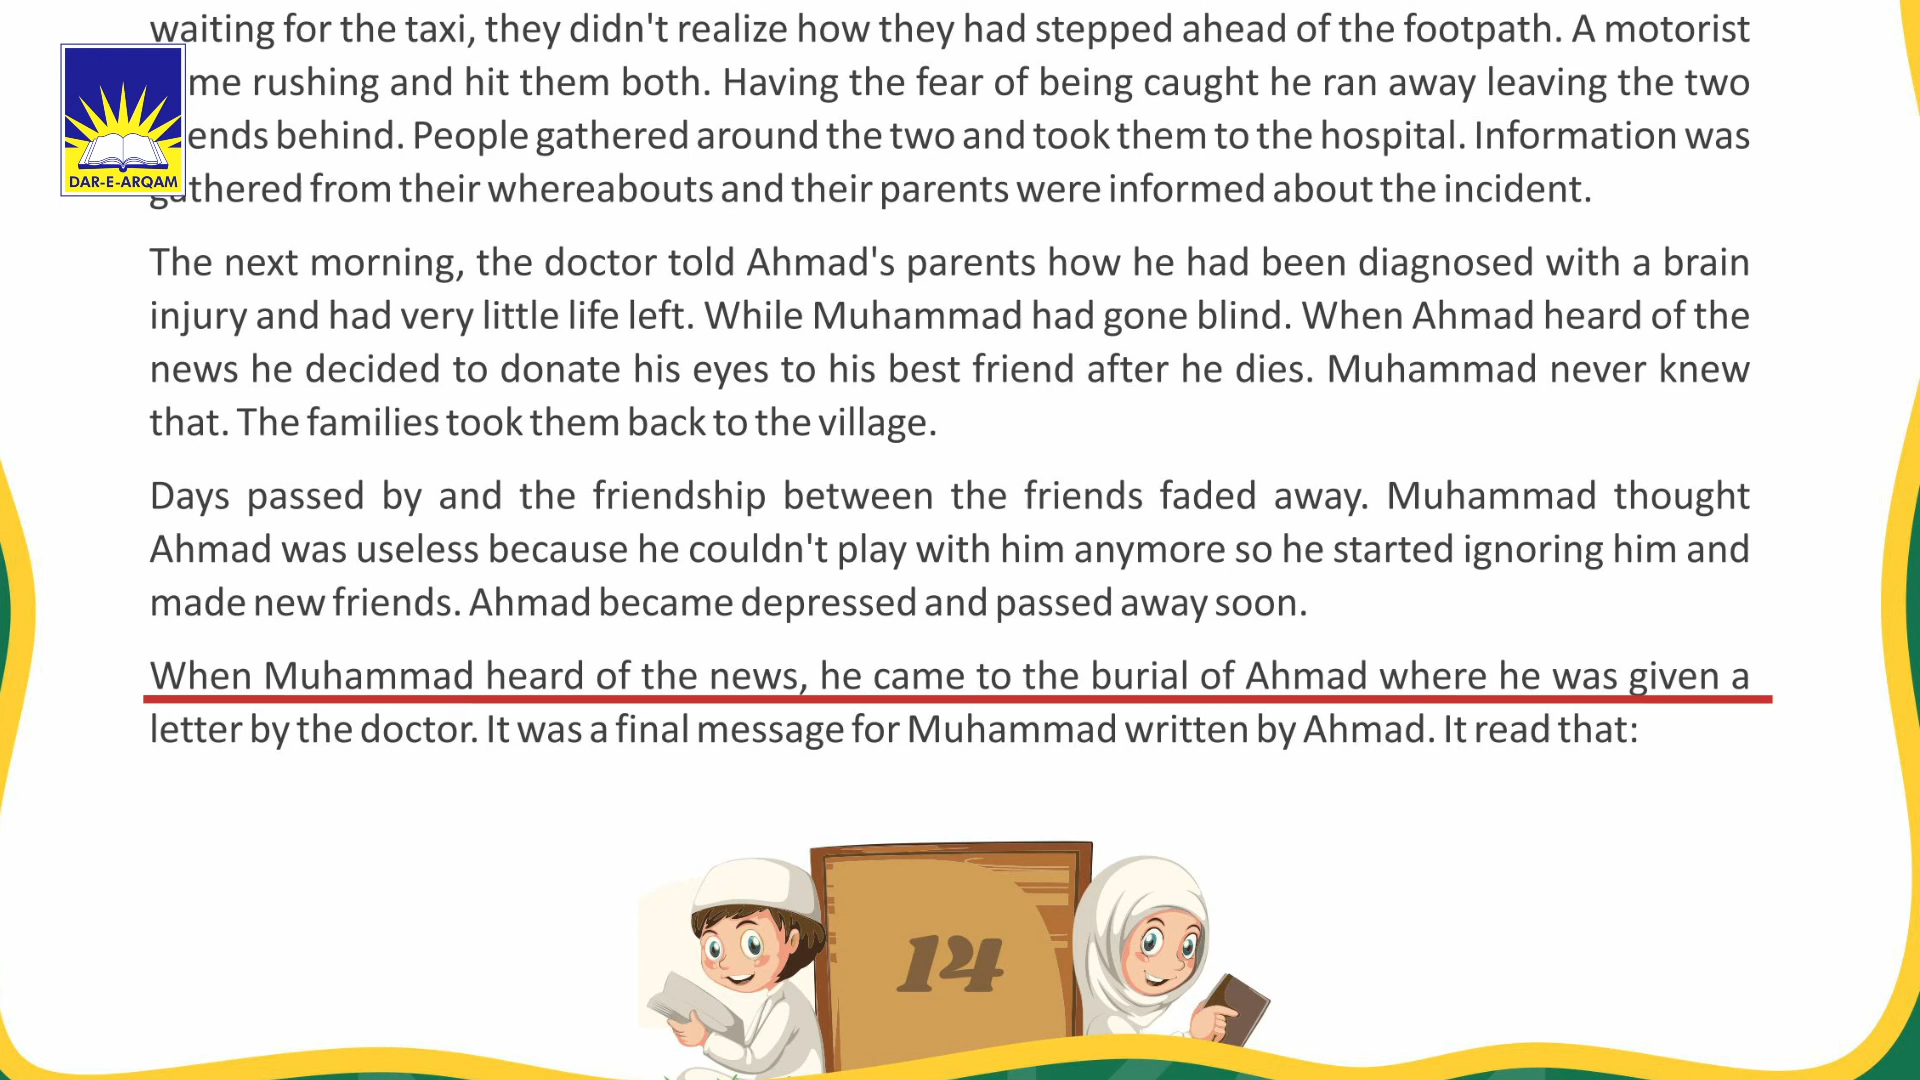 waiting for the taxi, they didn't realize how they had stepped ahead of the footpath. A motorist
me rushing and hit them both. Having the fear of being caught he ran away leaving the two
ends behind. People gathered around the two and took them to the hospital. Information was
gathered from their whereabouts and their parents were informed about the incident.
DAR-E-ARQAM
The next morning, the doctor told Ahmad's parents how he had been diagnosed with a brain
injury and had very little life left. While Muhammad had gone blind. When Ahmad heard of the
news he decided to donate his eyes to his best friend after he dies. Muhammad never knew
that. The families took them back to the village.
Days passed by and the friendship between the friends faded away. Muhammad thought
Ahmad was useless because he couldn't play with him anymore so he started ignoring him and
made new friends. Ahmad became depressed and passed away soon.
When Muhammad heard of the news, he came to the burial of Ahmad where he was given a
letter by the doctor. It was a final message for Muhammad written by Ahmad. It read that:
14